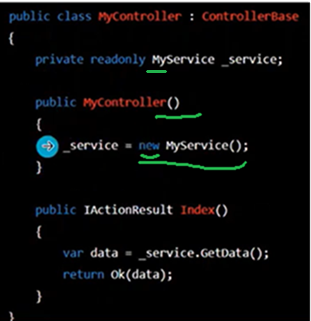 public class MyController : ControllerBase
{
private readonly MyService _service;
public MyController()
{
_service = new MyService();
}
public IActionResult Index()
{
var data = _service.GetData();
return Ok(data);
}
}